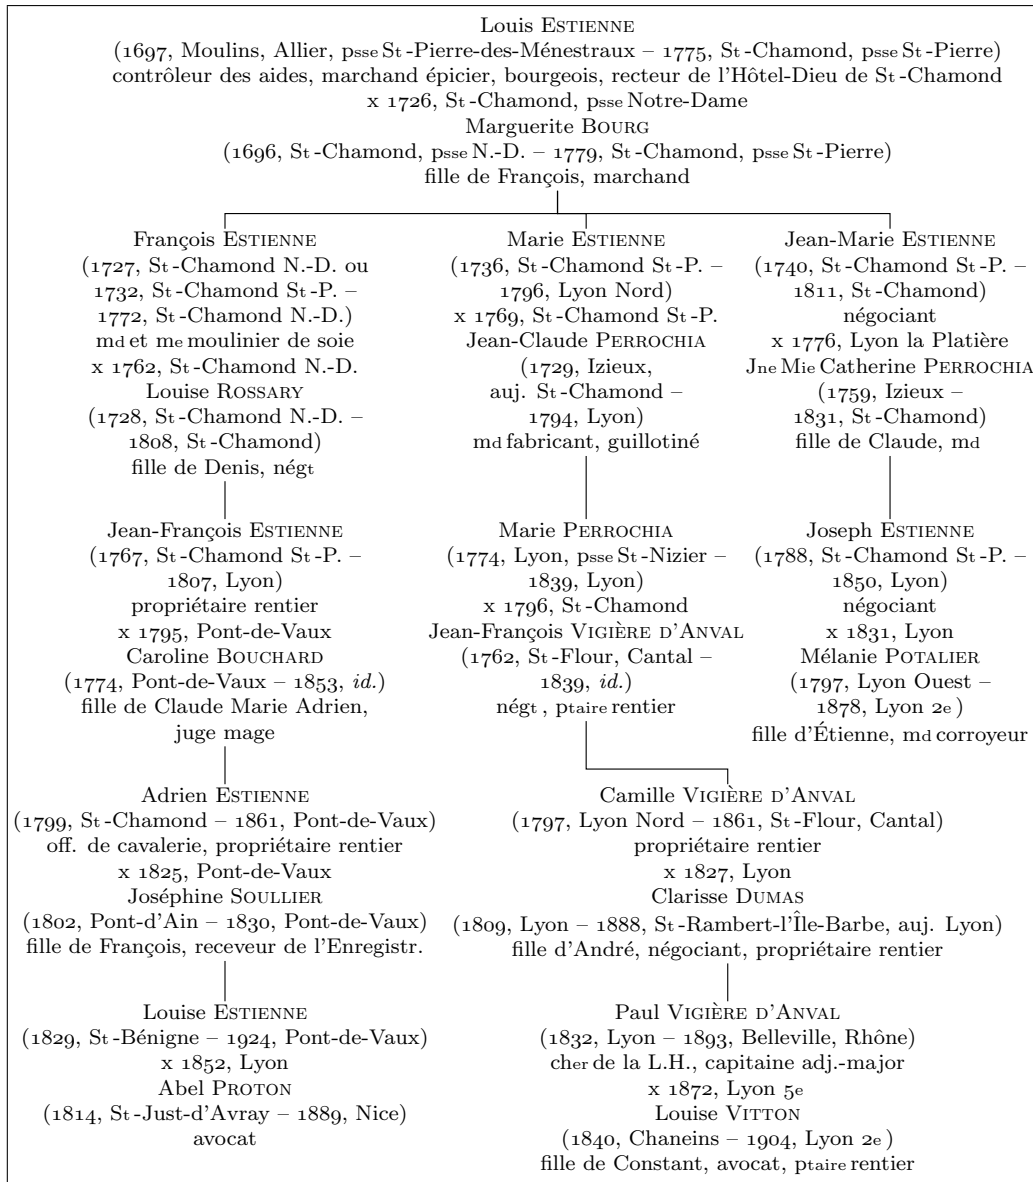 Louis ESTIENNE
(1697, Moulins, Allier, psse St-Pierre-des-Ménestraux – 1775, St-Chamond, psse St-Pierre)
contrôleur des aides, marchand épicier, bourgeois, recteur de l'Hôtel-Dieu de St-Chamond
x 1726, St-Chamond, psse Notre-Dame
Marguerite BOURG
(1696, St-Chamond, psse N.-D. – 1779, St-Chamond, psse St-Pierre)
fille de François, marchand
François ESTIENNE
(1727, St-Chamond N.-D. ou
1732, St-Chamond St-P. –
1772, St-Chamond N.-D.)
md et me moulinier de soie
x 1762, St-Chamond N.-D.
Louise ROSSARY
(1728, St-Chamond N.-D. –
1808, St-Chamond)
fille de Denis, négt
Marie ESTIENNE
(1736, St-Chamond St-P. –
1796, Lyon Nord)
x 1769, St-Chamond St-P.
Jean-Claude PERROCHIA
(1729, Izieux,
auj. St-Chamond –
1794, Lyon)
md fabricant, guillotiné
Jean-Marie ESTIENNE
(1740, St-Chamond St-P. –
1811, St-Chamond)
négociant
x 1776, Lyon la Platière
Jne Mie Catherine PERROCHIA
(1759, Izieux –
1831, St-Chamond)
fille de Claude, md
Jean-François ESTIENNE
(1767, St-Chamond St-P. –
1807, Lyon)
propriétaire rentier
x 1795, Pont-de-Vaux
Caroline BOUCHARD
(1774, Pont-de-Vaux – 1853, id.)
fille de Claude Marie Adrien,
juge mage
Marie PERROCHIA
(1774, Lyon, psse St-Nizier –
1839, Lyon)
x 1796, St-Chamond
Jean-François VIGIÈRE D'ANVAL
(1762, St-Flour, Cantal –
1839, id.)
négt, ptaire rentier
Joseph ESTIENNE
(1788, St-Chamond St-P. –
1850, Lyon)
négociant
x 1831, Lyon
Mélanie POTALIER
(1797, Lyon Ouest –
1878, Lyon 2e)
fille d'Étienne, md corroyeur
Adrien ESTIENNE
(1799, St-Chamond – 1861, Pont-de-Vaux)
off. de cavalerie, propriétaire rentier
x 1825, Pont-de-Vaux
Joséphine SOULLIER
(1802, Pont-d'Ain – 1830, Pont-de-Vaux)
fille de François, receveur de l'Enregistr.
Camille VIGIÈRE D'ANVAL
(1797, Lyon Nord – 1861, St-Flour, Cantal)
propriétaire rentier
x 1827, Lyon
Clarisse DUMAS
(1809, Lyon – 1888, St-Rambert-l'Île-Barbe, auj. Lyon)
fille d'André, négociant, propriétaire rentier
Louise ESTIENNE
(1829, St-Bénigne – 1924, Pont-de-Vaux)
x 1852, Lyon
Abel PROTON
(1814, St-Just-d'Avray – 1889, Nice)
avocat
Paul VIGIÈRE D'ANVAL
(1832, Lyon – 1893, Belleville, Rhône)
cher de la L.H., capitaine adj.-major
x 1872, Lyon 5e
Louise VITTON
(1840, Chaneins – 1904, Lyon 2e)
fille de Constant, avocat, ptaire rentier